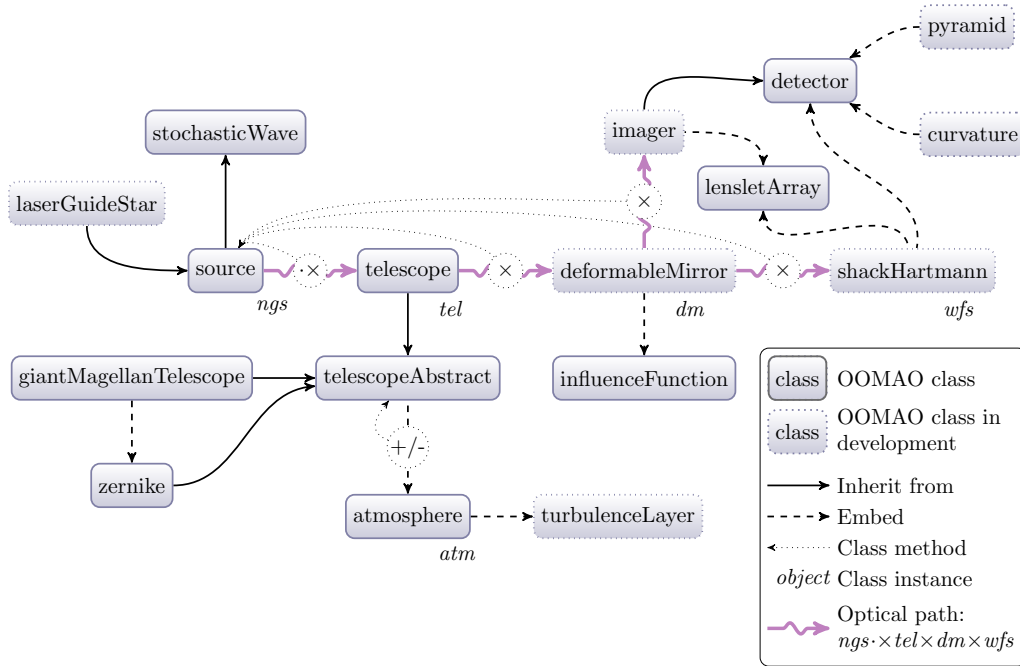 pyramid
detector
stochasticWave
imager
curvature
laserGuideStar
×
lensletArray
source
·×
telescope
×
deformableMirror
×
shackHartmann
ngs
tel
dm
wfs
giantMagellanTelescope
telescopeAbstract
influenceFunction
+/-
zernike
atmosphere
turbulenceLayer
atm
class OOMAO class
class OOMAO class in
development
Inherit from
Embed
Class method
object Class instance
Optical path:
ngs·×tel×dm×wfs